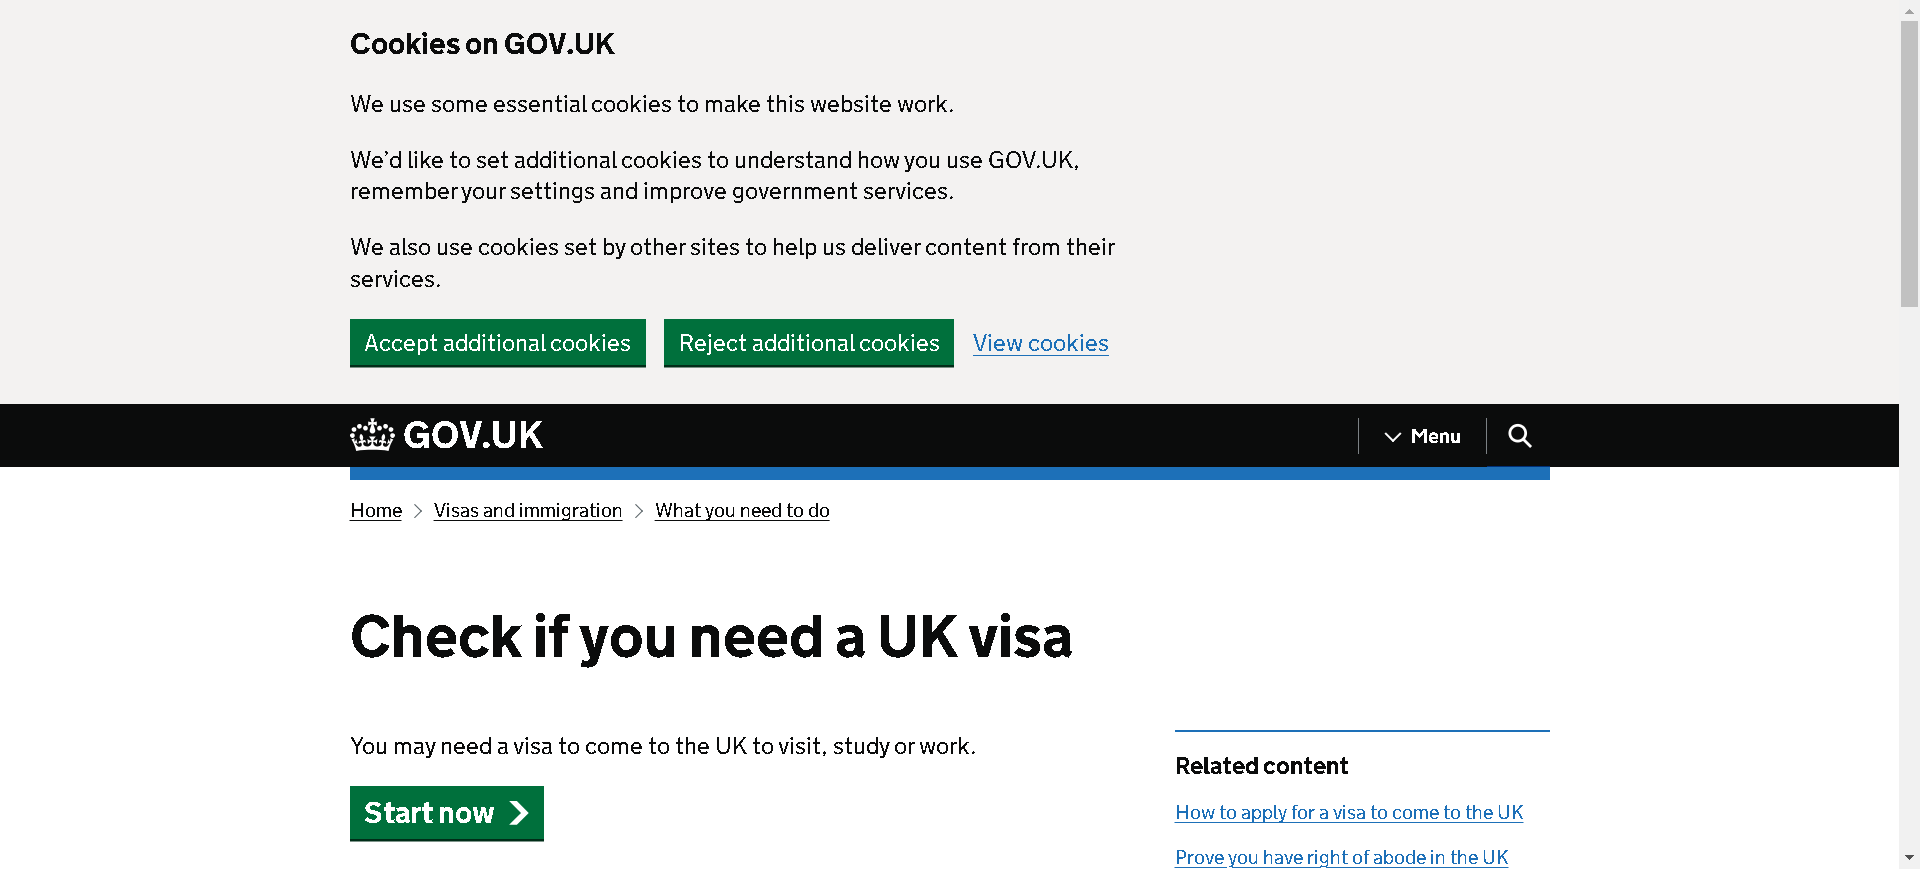 Cookies on GOV.UK
We use some essential cookies to make this website work.
We’d like to set additional cookies to understand how you use GOV.UK,
remember your settings and improve government services.
We also use cookies set by other sites to help us deliver content from their
services.
Accept additional cookies
Reject additional cookies
View cookies
GOV.UK
Menu
Home
Visas and immigration
What you need to do
Check if you need a UK visa
You may need a visa to come to the UK to visit, study or work.
Start now
Related content
How to apply for a visa to come to the UK
Prove you have right of abode in the UK